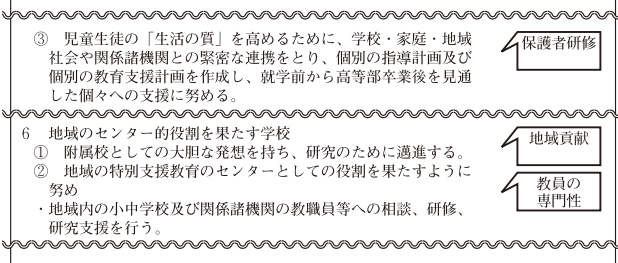 ③　児童生徒の「生活の質」を高めるために、学校・家庭・地域
社会や関係諸機関との緊密な連携をとり、個別の指導計画及び
個別の教育支援計画を作成し、就学前から高等部卒業後を見通
した個々への支援に努める。
保護者研修
6　地域のセンター的役割を果たす学校
①　附属校としての大胆な発想を持ち、研究のために邁進する。
②　地域の特別支援教育のセンターとしての役割を果たすように
努め
・地域内の小中学校及び関係諸機関の教職員等への相談、研修、
研究支援を行う。
地域貢献
教員の
専門性